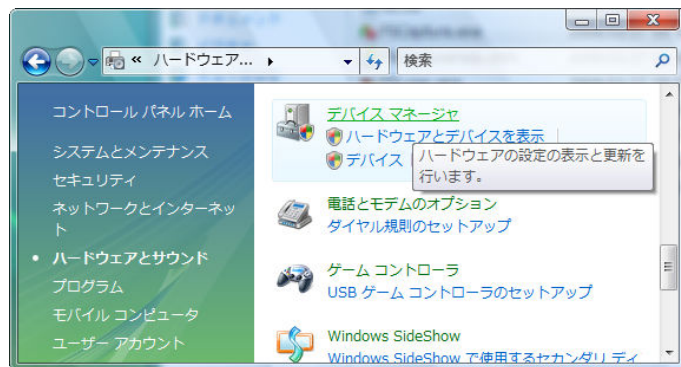 « ハードウェア...
検索
コントロール パネル ホーム
システムとメンテナンス
セキュリティ
ネットワークとインターネッ
ト
• ハードウェアとサウンド
プログラム
モバイル コンピュータ
ユーザー アカウント
デバイス マネージャ
ハードウェアとデバイスを表示
デバイス
ハードウェアの設定の表示と更新を
行います。
電話とモデムのオプション
ダイヤル規則のセットアップ
ゲーム コントローラ
USB ゲーム コントローラのセットアップ
Windows SideShow
Windows SideShow で使用するセカンダリ ディ